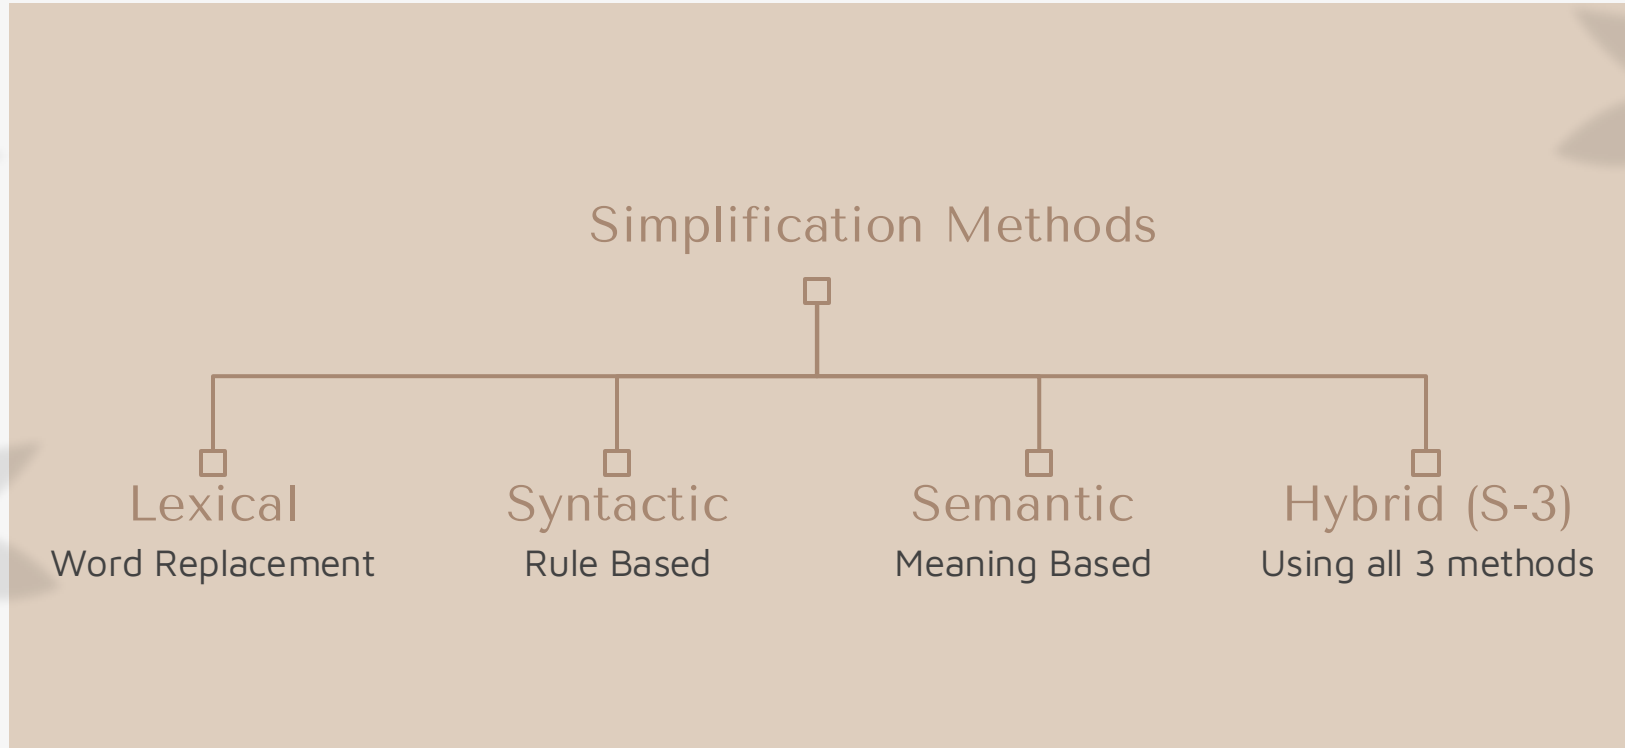 Simplification Methods
Lexical
Word Replacement
Syntactic
Rule Based
Semantic
Meaning Based
Hybrid (S-3)
Using all 3 methods